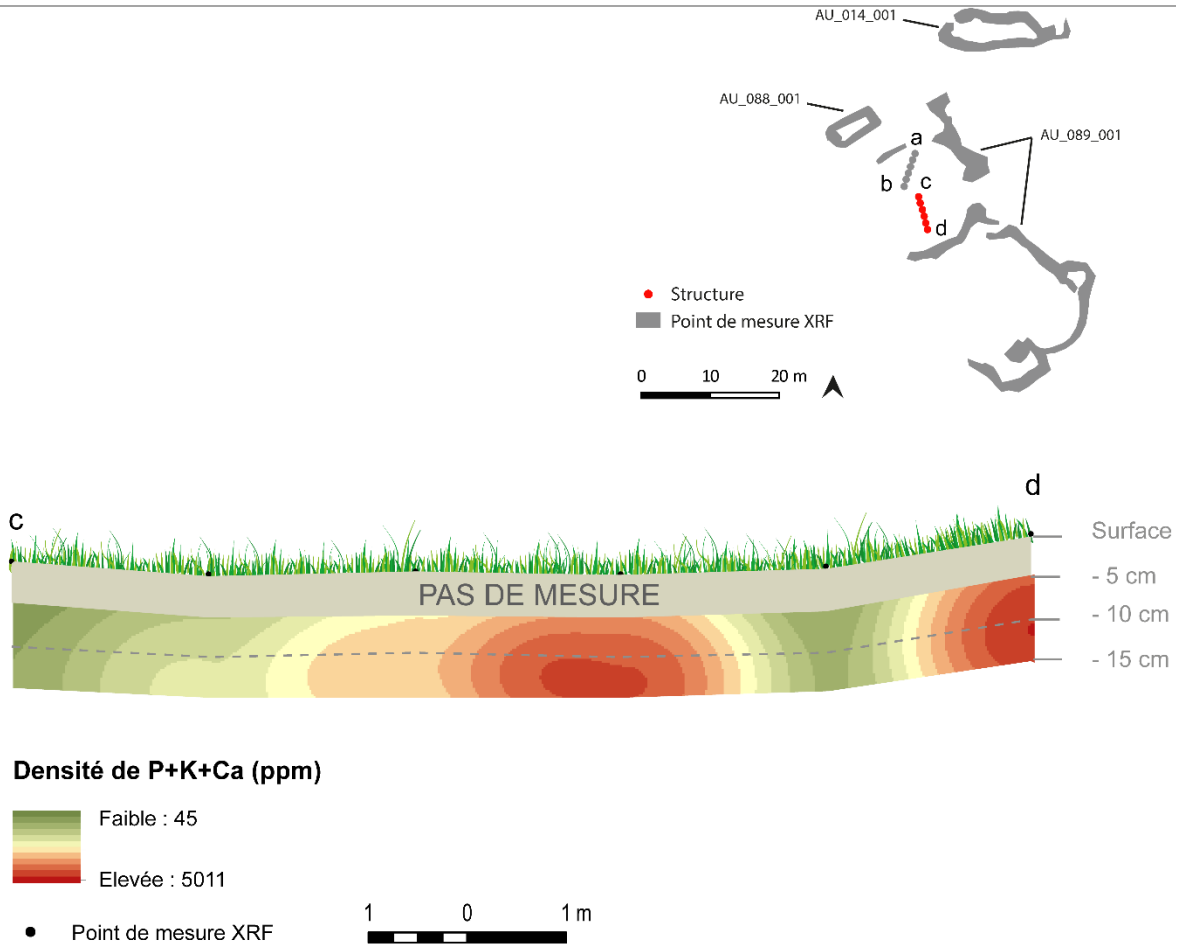 AU_014_001
AU_088_001
AU_089_001
a
b
c
d
Structure
Point de mesure XRF
0 10 20 m
c
d
Surface
- 5 cm
- 10 cm
- 15 cm
PAS DE MESURE
Densité de P+K+Ca (ppm)
Faible : 45
Elevée : 5011
Point de mesure XRF
1 0 1 m